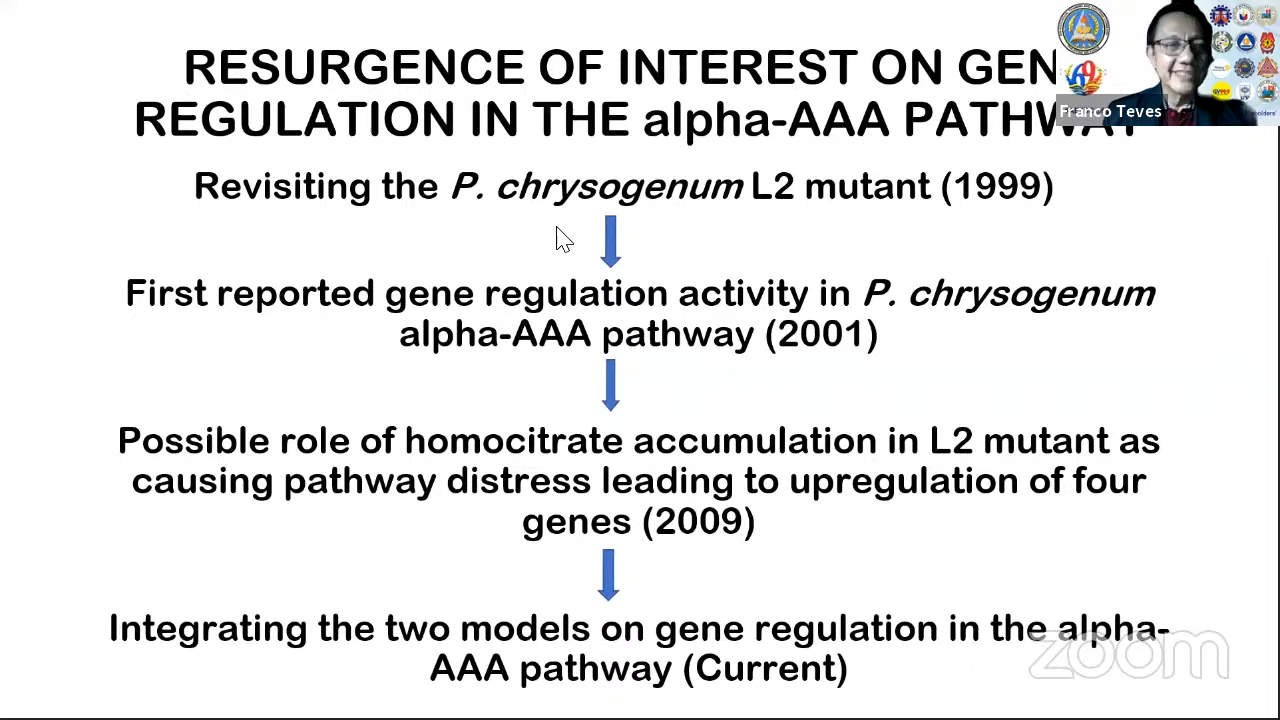 RESURGENCE OF INTEREST ON GEN
REGULATION IN THE alpha-AAA PATHWAY
Franco Teves
Revisiting the P. chrysogenum L2 mutant (1999)
First reported gene regulation activity in P. chrysogenum
alpha-AAA pathway (2001)
Possible role of homocitrate accumulation in L2 mutant as
causing pathway distress leading to upregulation of four
genes (2009)
Integrating the two models on gene regulation in the alpha-
AAA pathway (Current)
zoom